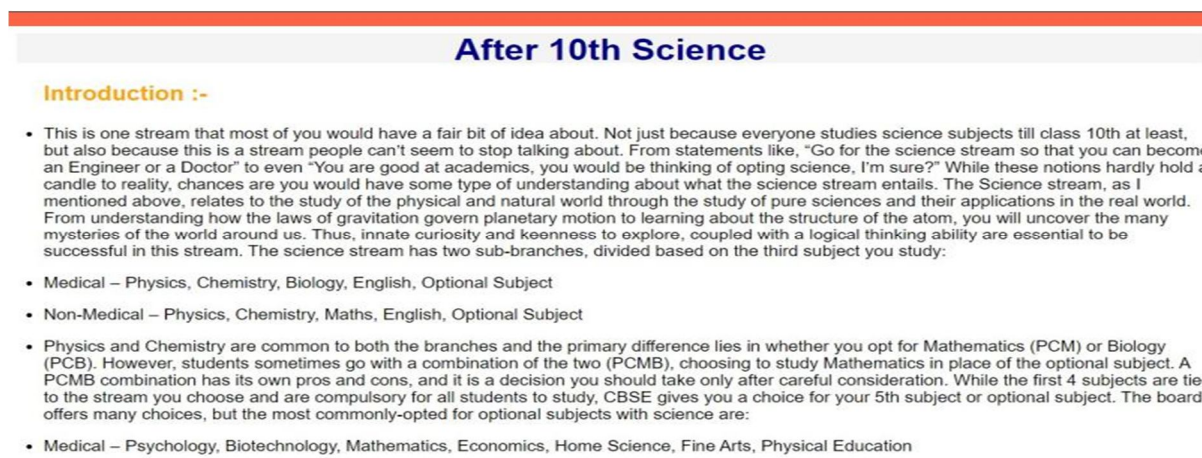 After 10th Science
Introduction :-
• This is one stream that most of you would have a fair bit of idea about. Not just because everyone studies science subjects till class 10th at least,
but also because this is a stream people can't seem to stop talking about. From statements like, “Go for the science stream so that you can becom
an Engineer or a Doctor” to even “You are good at academics, you would be thinking of opting science, I'm sure?” While these notions hardly hold a
candle to reality, chances are you would have some type of understanding about what the science stream entails. The Science stream, as I
mentioned above, relates to the study of the physical and natural world through the study of pure sciences and their applications in the real world.
From understanding how the laws of gravitation govern planetary motion to learning about the structure of the atom, you will uncover the many
mysteries of the world around us. Thus, innate curiosity and keenness to explore, coupled with a logical thinking ability are essential to be
successful in this stream. The science stream has two sub-branches, divided based on the third subject you study:
• Medical – Physics, Chemistry, Biology, English, Optional Subject
• Non-Medical – Physics, Chemistry, Maths, English, Optional Subject
• Physics and Chemistry are common to both the branches and the primary difference lies in whether you opt for Mathematics (PCM) or Biology
(PCB). However, students sometimes go with a combination of the two (PCMB), choosing to study Mathematics in place of the optional subject. A
PCMB combination has its own pros and cons, and it is a decision you should take only after careful consideration. While the first 4 subjects are tie
to the stream you choose and are compulsory for all students to study, CBSE gives you a choice for your 5th subject or optional subject. The board
offers many choices, but the most commonly-opted for optional subjects with science are:
• Medical – Psychology, Biotechnology, Mathematics, Economics, Home Science, Fine Arts, Physical Education